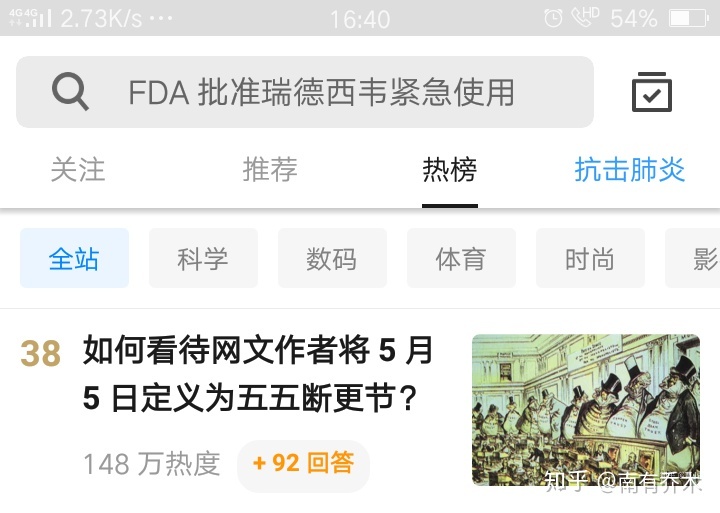 4G 4G 2.73K/s ··· 16:40 HD 54%
FDA 批准瑞德西韦紧急使用
关注 推荐 热榜 抗击肺炎
全站 科学 数码 体育 时尚 影
38 如何看待网文作者将 5 月
5 日定义为五五断更节？
148 万热度 + 92 回答
知乎 @南有乔木